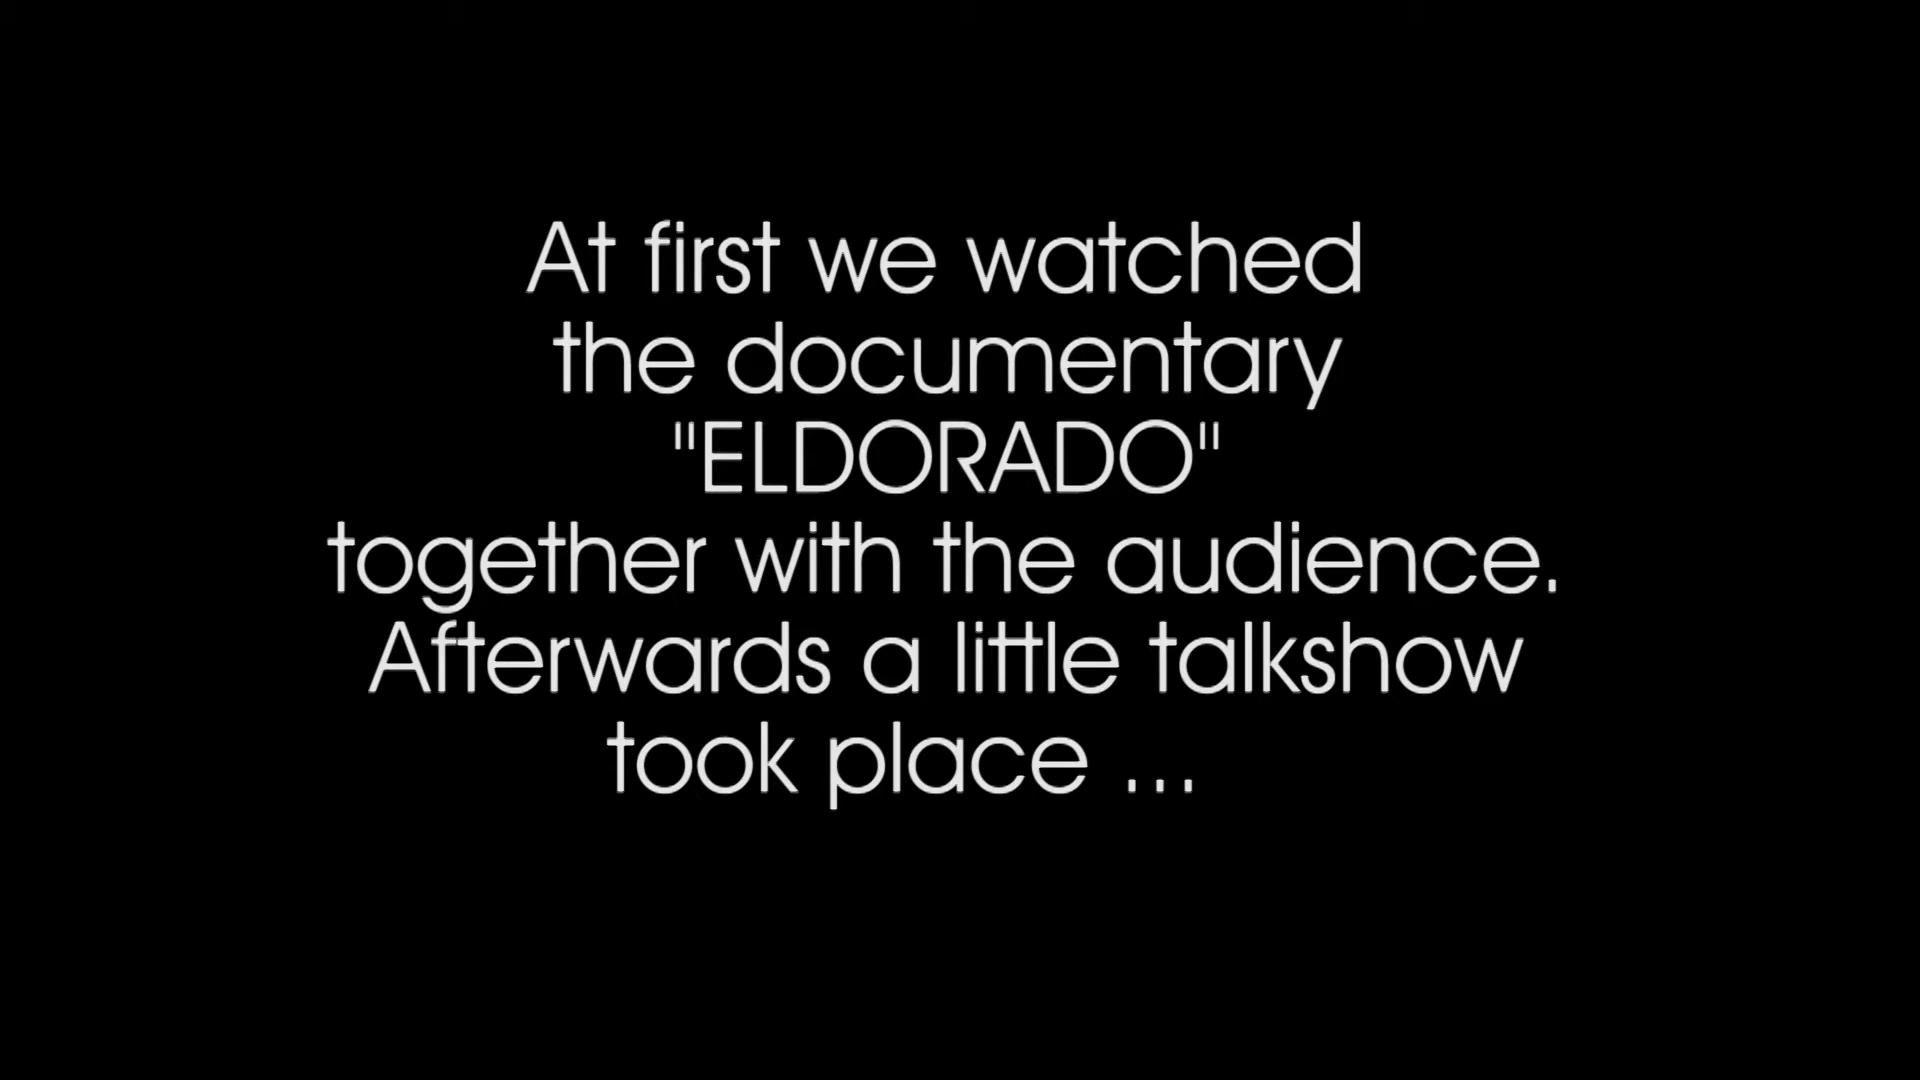 At first we watched
the documentary
"ELDORADO"
together with the audience.
Afterwards a little talkshow
took place ...